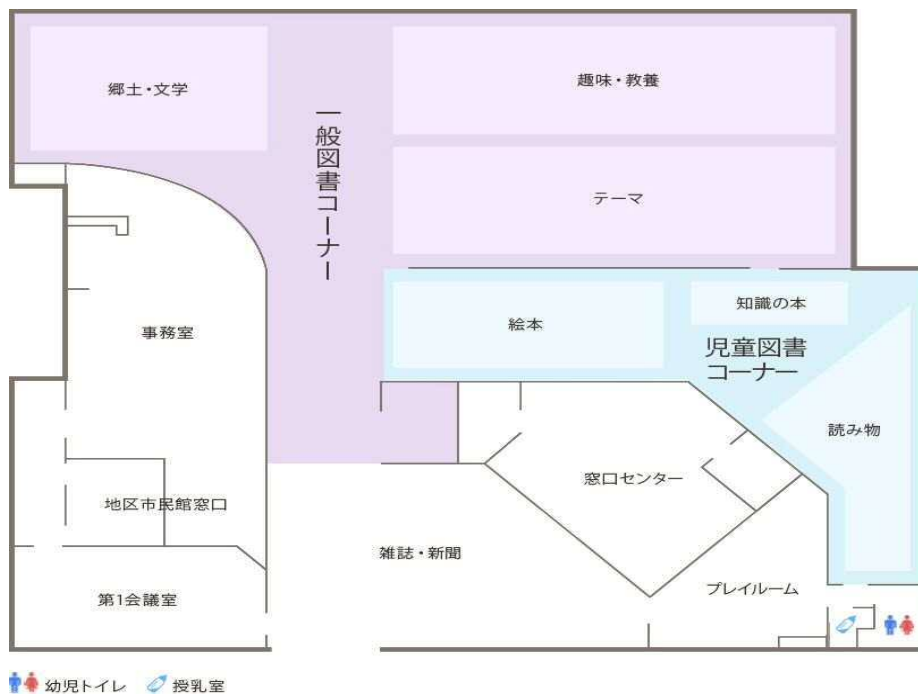 郷土・文学
趣味・教養
一般図書コーナー
テーマ
絵本
知識の本
児童図書
コーナー
事務室
読み物
窓口センター
地区市民館窓口
雑誌・新聞
第1会議室
プレイルーム
幼児トイレ 授乳室